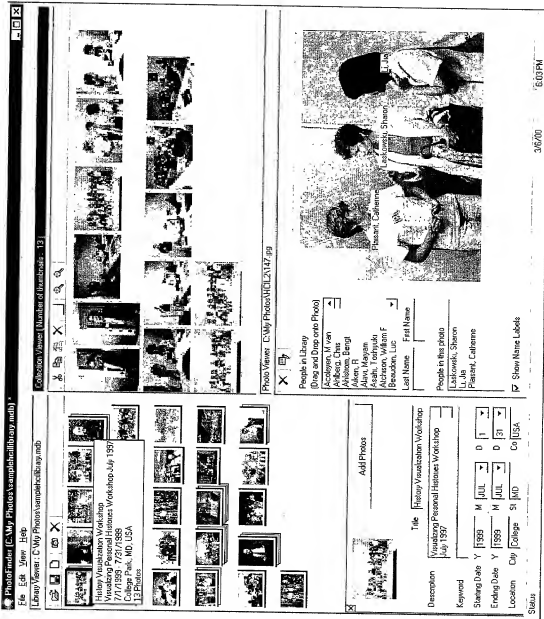 PhotoFinder [C:\My Photos\samplehcillibrary.mdb] *
File Edit View Help
Library Viewer : C:\My Photos\samplehcillibrary.mdb
History Visualization Workshop
Visualizing Personal Histories Workshop July 1997
7/1/1999 - 7/31/1999
College Park, MD, USA
13 Photos
Add Photos
Title History Visualization Workshop
Description Visualizing Personal Histories Workshop
July 1997
Keyword
Starting Date Y 1999 M JUL D 1
Ending Date Y 1999 M JUL D 31
Location City College St MD Co USA
Status
Collection Viewer [ Number of thumbnails : 13 ]
Photo Viewer : C:\My Photos\HCIL2\147.jpg
People in Library
(Drag and Drop onto Photo)
Acoleyen, M van
Ahlberg, Chris
Ahlstrom, Bengt
Aiken, R
Alavi, Maryam
Asahi, Toshiyuki
Atchison, William F
Beaudoin, Luc
Last Name First Name
People in this photo
Laskowski, Sharon
Li, Jia
Plaisant, Catherine
Show Name Labels
Plaisant, Catherine
Laskowski, Sharon
Li, Jia
3/6/00 6:03 PM